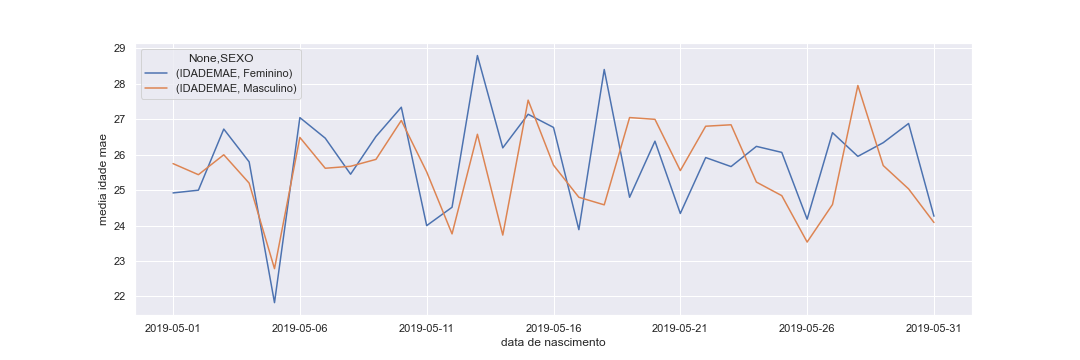 None,SEXO
(IDADEMAE, Feminino)
(IDADEMAE, Masculino)
media idade mae
29
28
27
26
25
24
23
22
2019-05-01 2019-05-06 2019-05-11 2019-05-16 2019-05-21 2019-05-26 2019-05-31
data de nascimento